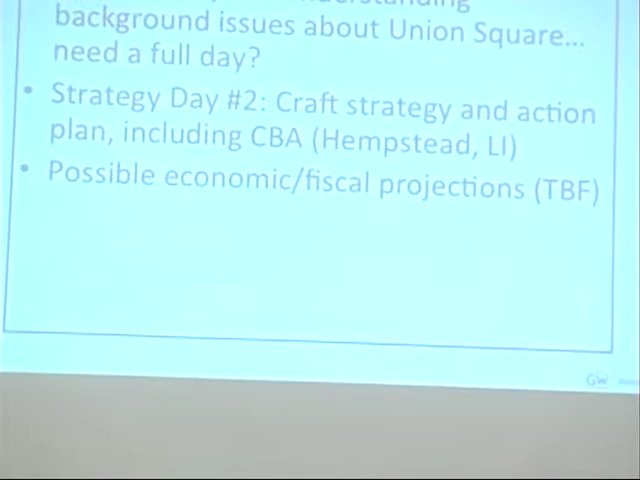 background issues about Union Square...
need a full day?
• Strategy Day #2: Craft strategy and action
plan, including CBA (Hempstead, LI)
• Possible economic/fiscal projections (TBF)
GW